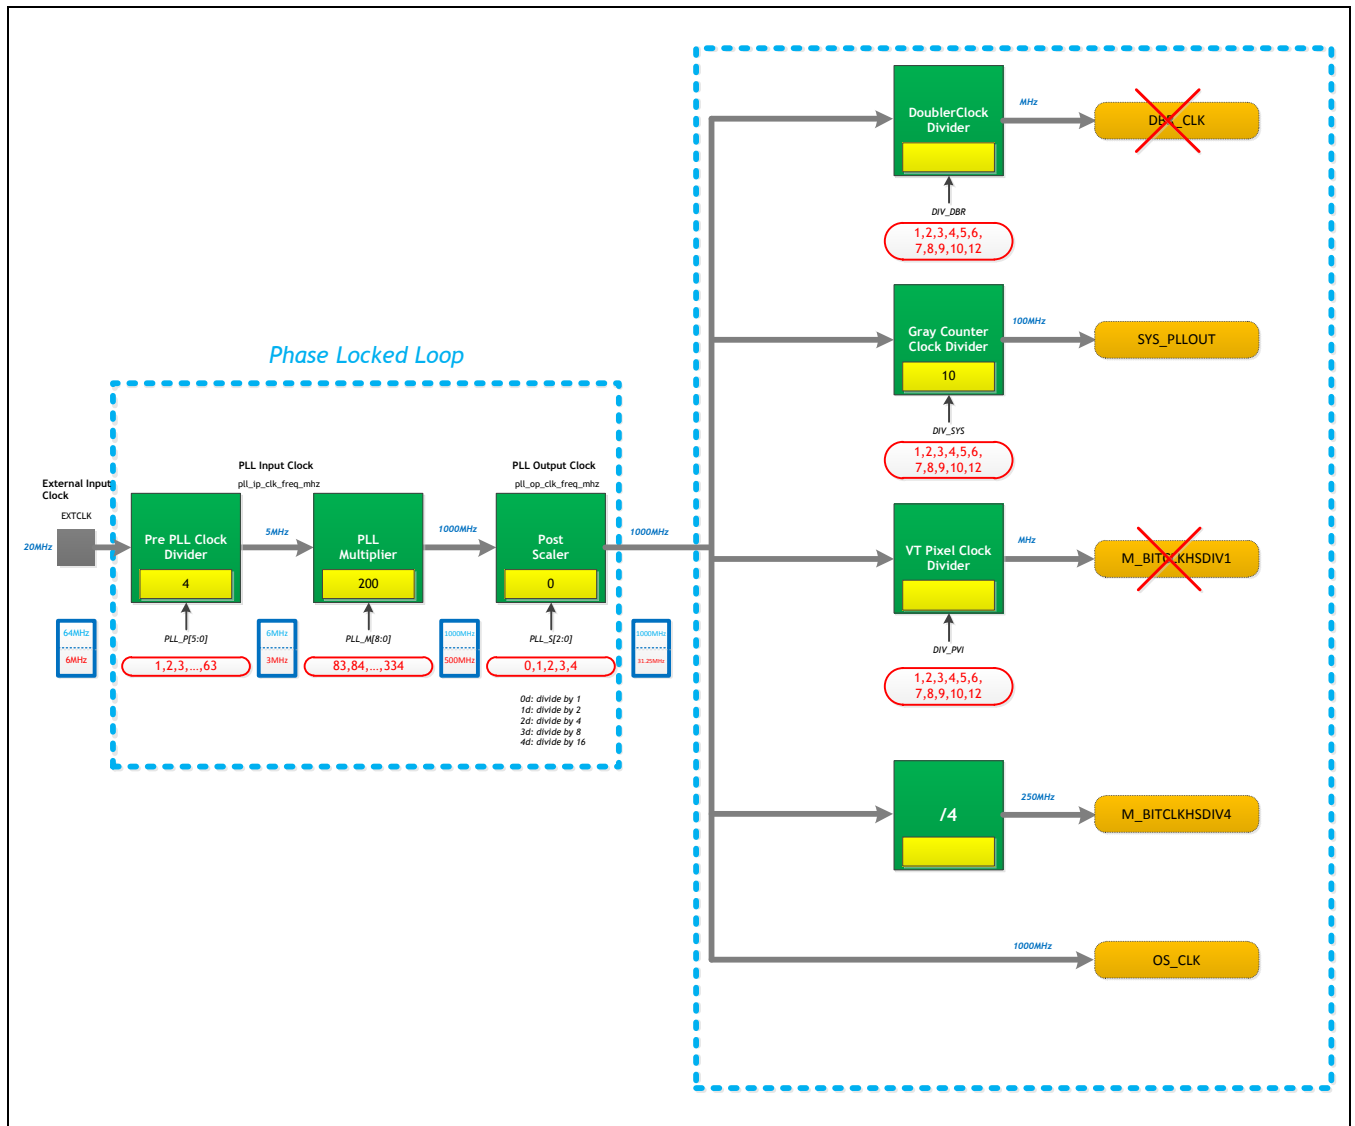 Phase Locked Loop
External Input
Clock
EXTCLK
20MHz
64MHz
6MHz
Pre PLL Clock
Divider
4
PLL_P[5:0]
1,2,3,...,63
PLL Input Clock
pll_ip_clk_freq_mhz
5MHz
6MHz
3MHz
PLL
Multiplier
200
PLL_M[8:0]
83,84,...,334
1000MHz
1000MHz
500MHz
PLL Output Clock
pll_op_clk_freq_mhz
Post
Scaler
0
PLL_S[2:0]
0,1,2,3,4
0d: divide by 1
1d: divide by 2
2d: divide by 4
3d: divide by 8
4d: divide by 16
1000MHz
1000MHz
31.25MHz
DoublerClock
Divider
DIV_DBR
1,2,3,4,5,6,
7,8,9,10,12
MHz
DBR_CLK
Gray Counter
Clock Divider
10
DIV_SYS
1,2,3,4,5,6,
7,8,9,10,12
100MHz
SYS_PLLOUT
VT Pixel Clock
Divider
DIV_PVI
1,2,3,4,5,6,
7,8,9,10,12
MHz
M_BITCLKHSDIV1
/4
250MHz
M_BITCLKHSDIV4
1000MHz
OS_CLK